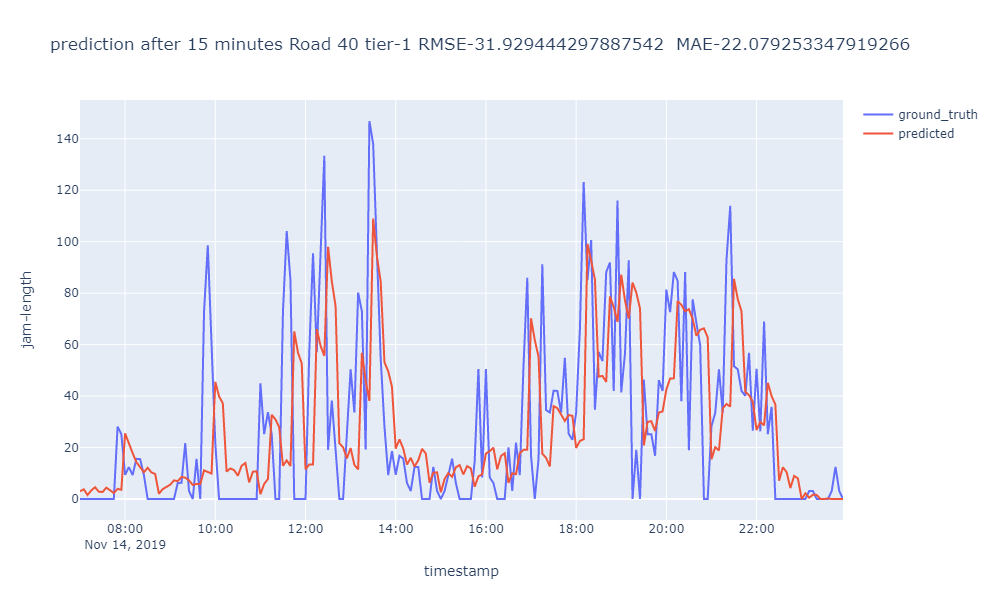 prediction after 15 minutes Road 40 tier-1 RMSE-31.929444297887542 MAE-22.079253347919266
ground_truth
predicted
140
120
100
80
60
40
20
0
jam-length
08:00 10:00 12:00 14:00 16:00 18:00 20:00 22:00
Nov 14, 2019
timestamp